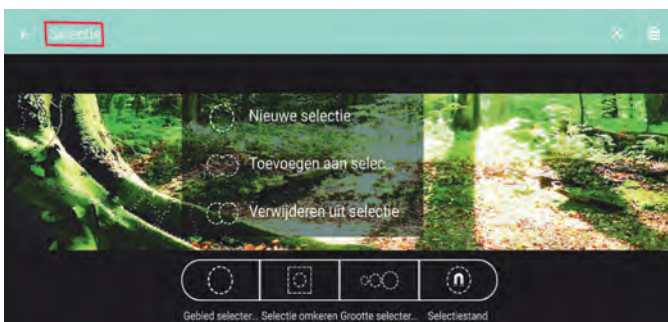 Selectie
Nieuwe selectie
Toevoegen aan selec
Verwijderen uit selectie
Gebied selecter... Selectie omkeren Grootte selecter... Selectiestand